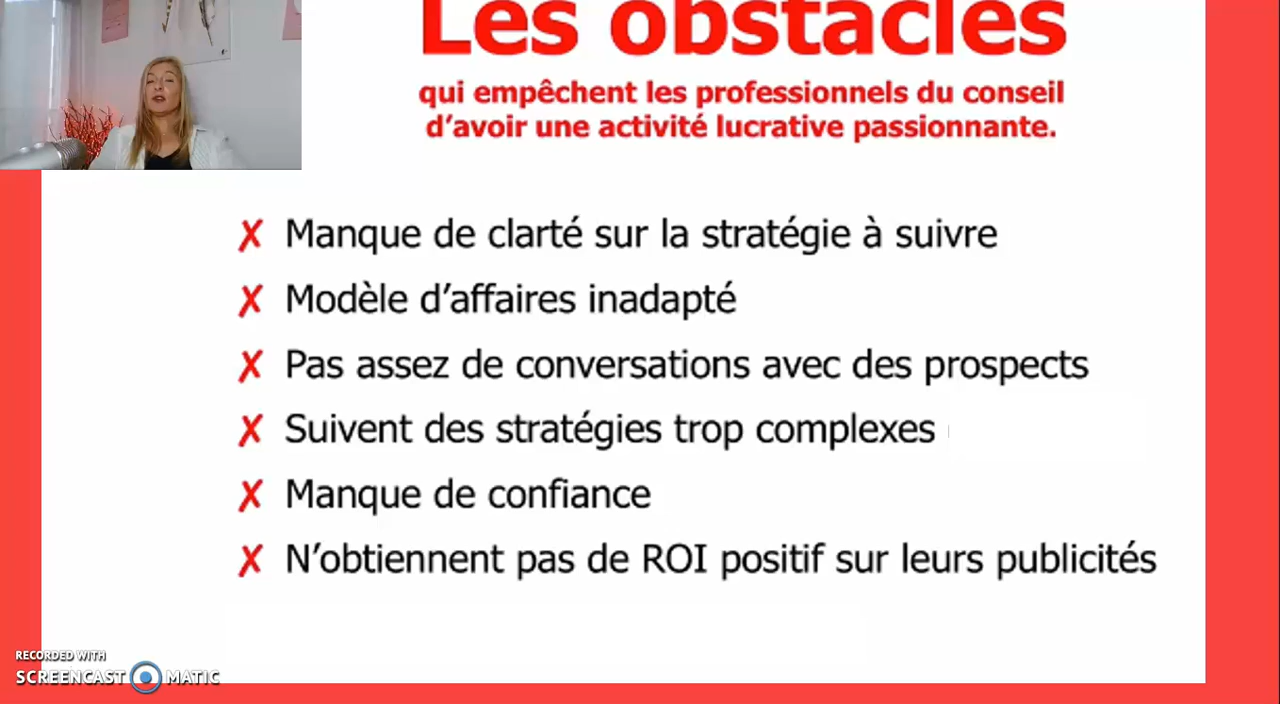 Les obstacles
qui empêchent les professionnels du conseil
d’avoir une activité lucrative passionnante.
✗ Manque de clarté sur la stratégie à suivre
✗ Modèle d’affaires inadapté
✗ Pas assez de conversations avec des prospects
✗ Suivent des stratégies trop complexes
✗ Manque de confiance
✗ N’obtiennent pas de ROI positif sur leurs publicités
RECORDED WITH
SCREENCAST MATIC